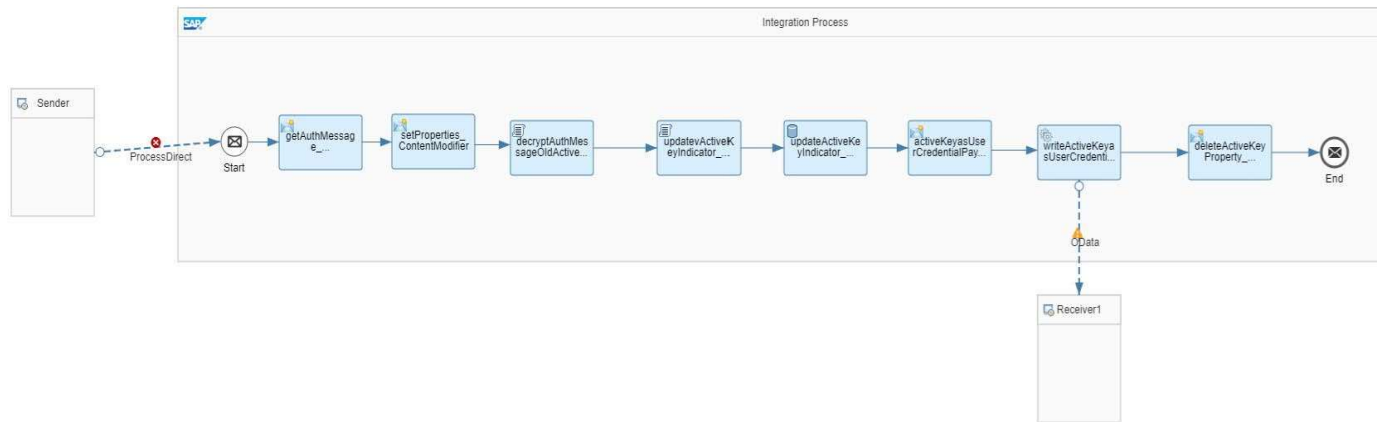 SAP
Integration Process
Sender
ProcessDirect
Start
getAuthMessag
e_...
setProperties_
ContentModifier
decryptAuthMes
sageOldActive...
updatevActiveK
eyIndicator_...
updateActiveKe
yIndicator_...
activeKeyasUse
rCredentialPay...
writeActiveKeya
sUserCredenti...
deleteActiveKey
Property_...
End
OData
Receiver1